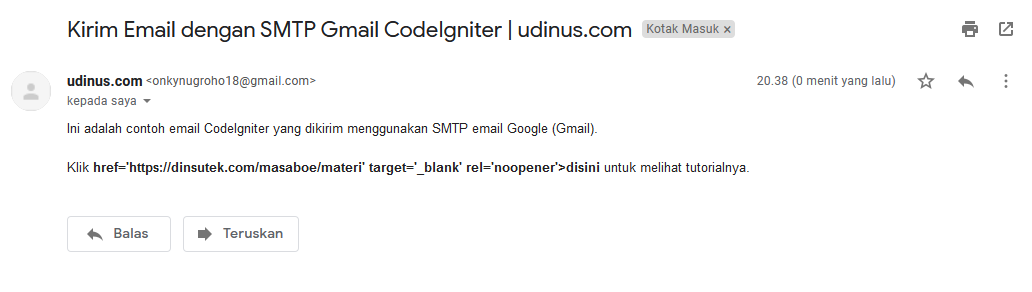 Kirim Email dengan SMTP Gmail CodeIgniter | udinus.com Kotak Masuk ×
udinus.com <onkynugroho18@gmail.com> 20.38 (0 menit yang lalu)
kepada saya
Ini adalah contoh email CodeIgniter yang dikirim menggunakan SMTP email Google (Gmail).
Klik href='https://dinsutek.com/masaboe/materi' target='_blank' rel='noopener'>disini untuk melihat tutorialnya.
Balas Teruskan